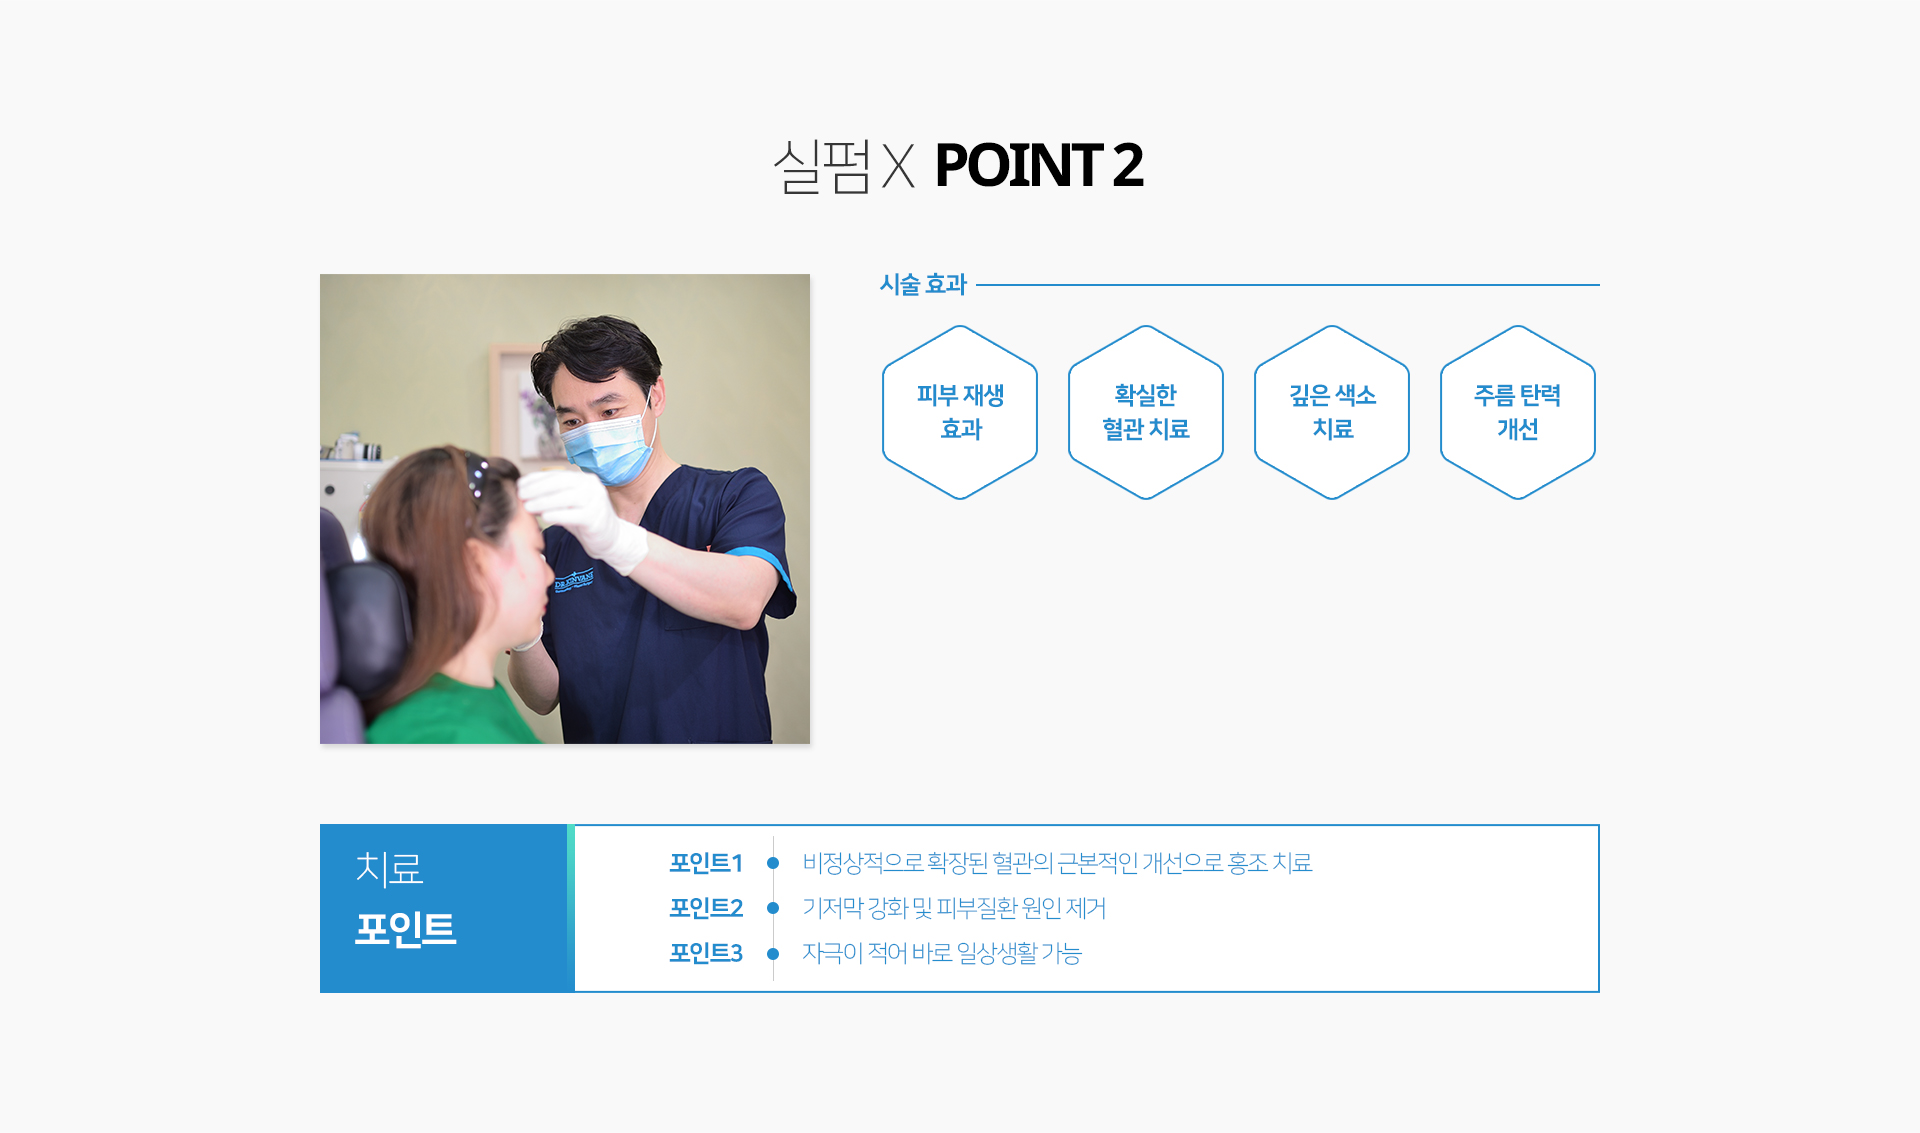 실펌 X POINT 2
시술 효과
피부 재생
효과
확실한
혈관 치료
깊은 색소
치료
주름 탄력
개선
치료
포인트
포인트1 비정상적으로 확장된 혈관의 근본적인 개선으로 홍조 치료
포인트2 기저막 강화 및 피부질환 원인 제거
포인트3 자극이 적어 바로 일상생활 가능